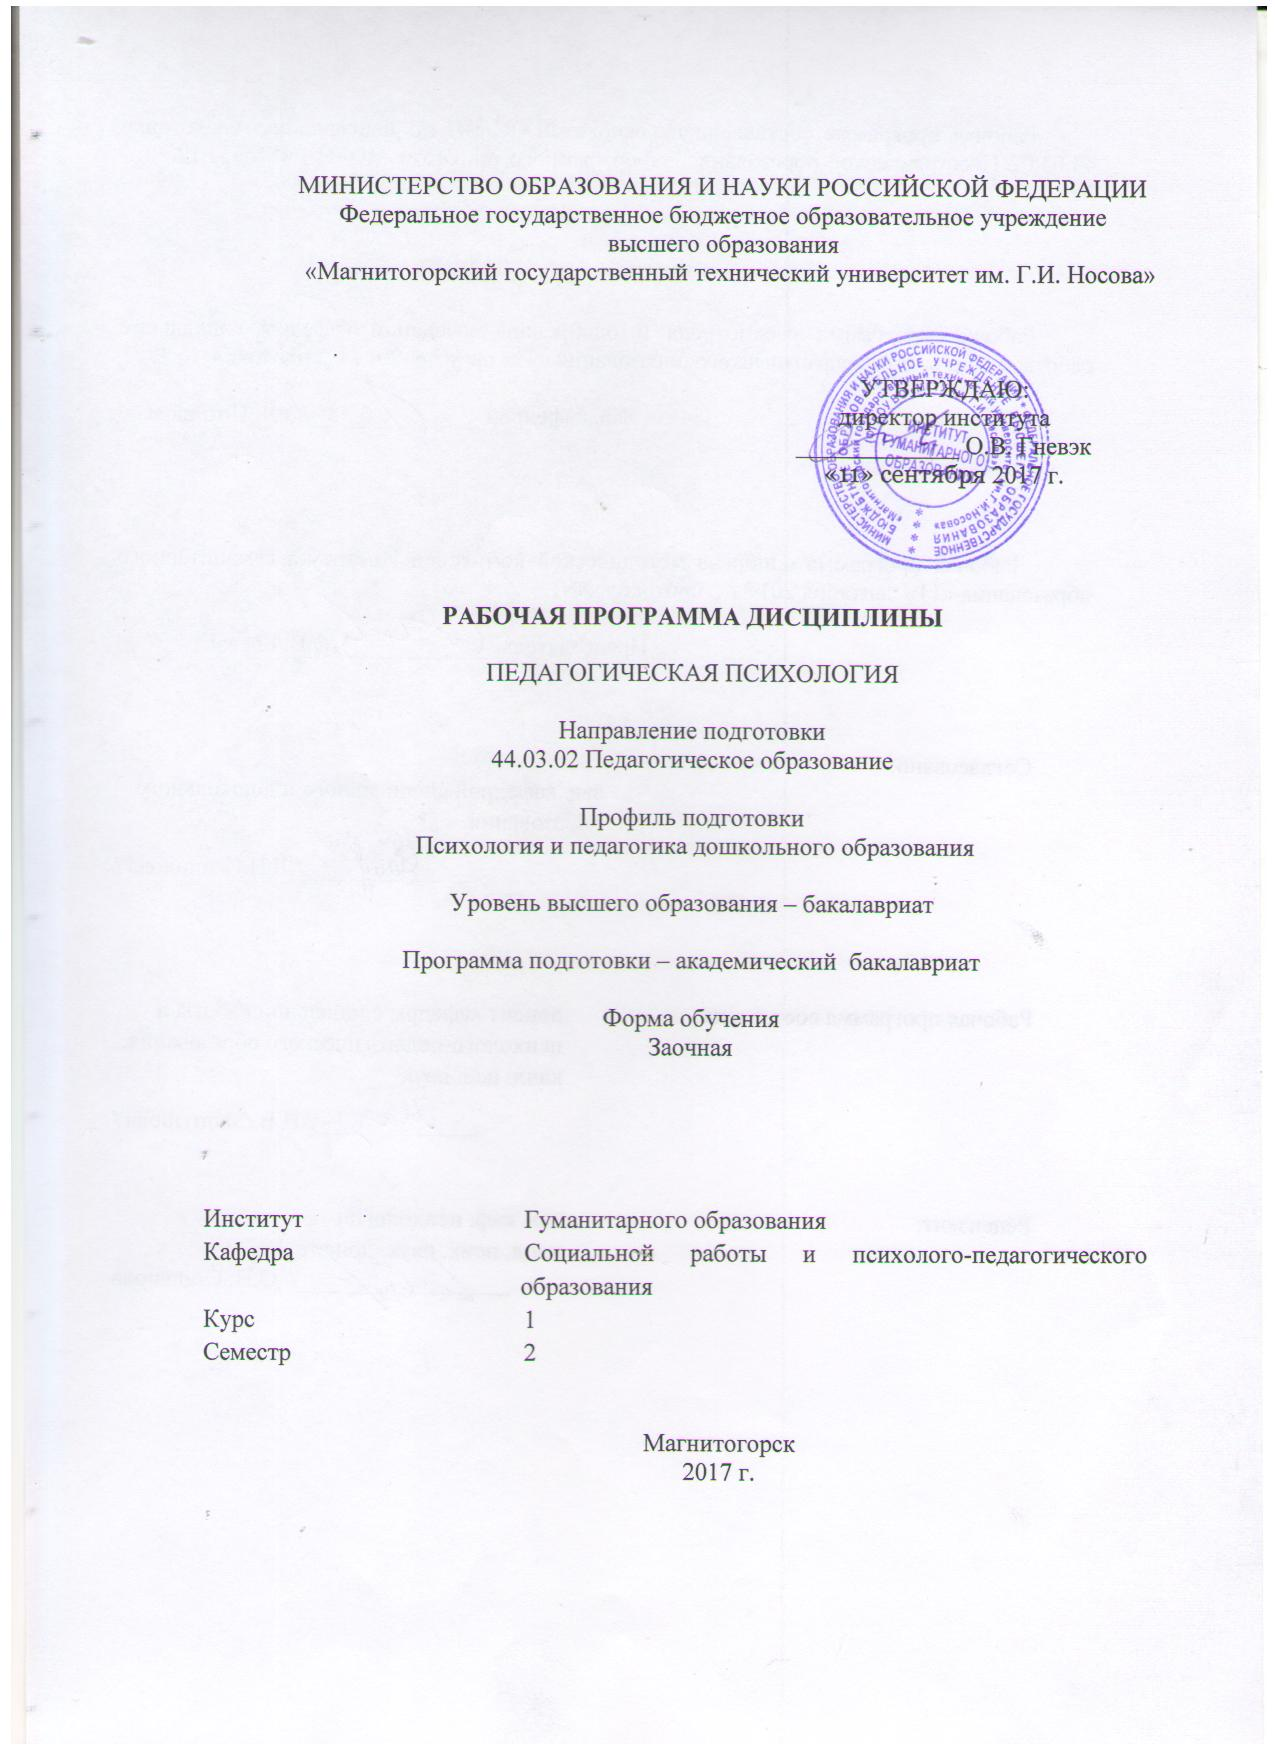 МИНИСТЕРСТВО ОБРАЗОВАНИЯ И НАУКИ РОССИЙСКОЙ ФЕДЕРАЦИИ
Федеральное государственное бюджетное образовательное учреждение
высшего образования
«Магнитогорский государственный технический университет им. Г.И. Носова»
УТВЕРЖДАЮ:
директор института
О.В. Гневэк
«11» сентября 2017 г.
ИНСТИТУТ
ГУМАНИТАРНОГО
ОБРАЗОВАНИЯ
РАБОЧАЯ ПРОГРАММА ДИСЦИПЛИНЫ
ПЕДАГОГИЧЕСКАЯ ПСИХОЛОГИЯ
Направление подготовки
44.03.02 Педагогическое образование
Профиль подготовки
Психология и педагогика дошкольного образования
Уровень высшего образования – бакалавриат
Программа подготовки – академический бакалавриат
Форма обучения
Заочная
Институт Гуманитарного образования
Кафедра Социальной работы и психолого-педагогического
образования
Курс 1
Семестр 2
Магнитогорск
2017 г.